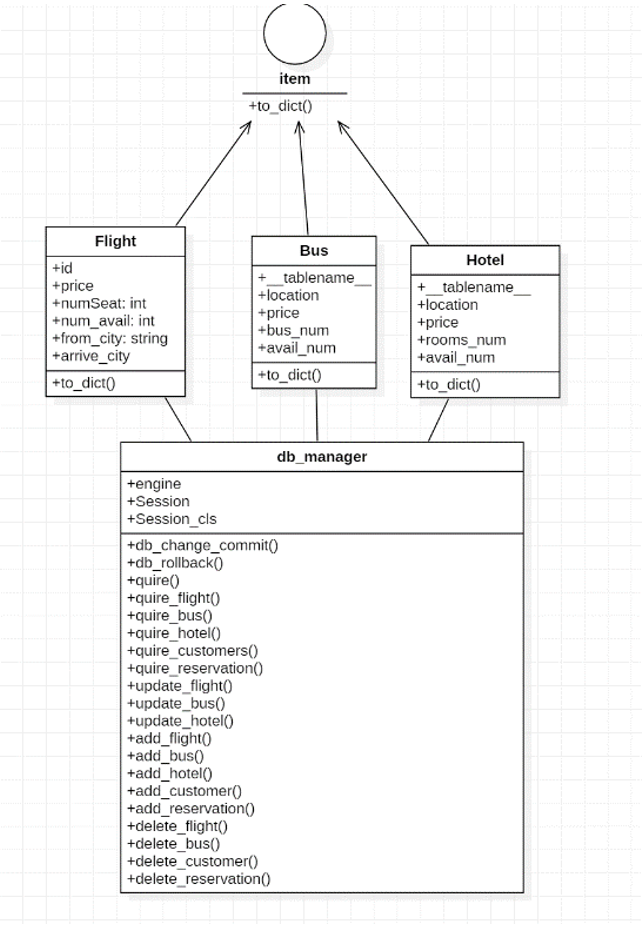 item
+to_dict()
Flight
+id
+price
+numSeat: int
+num_avail: int
+from_city: string
+arrive_city
+to_dict()
Bus
+__tablename__
+location
+price
+bus_num
+avail_num
+to_dict()
Hotel
+__tablename__
+location
+price
+rooms_num
+avail_num
+to_dict()
db_manager
+engine
+Session
+Session_cls
+db_change_commit()
+db_rollback()
+quire()
+quire_flight()
+quire_bus()
+quire_hotel()
+quire_customers()
+quire_reservation()
+update_flight()
+update_bus()
+update_hotel()
+add_flight()
+add_bus()
+add_hotel()
+add_customer()
+add_reservation()
+delete_flight()
+delete_bus()
+delete_customer()
+delete_reservation()